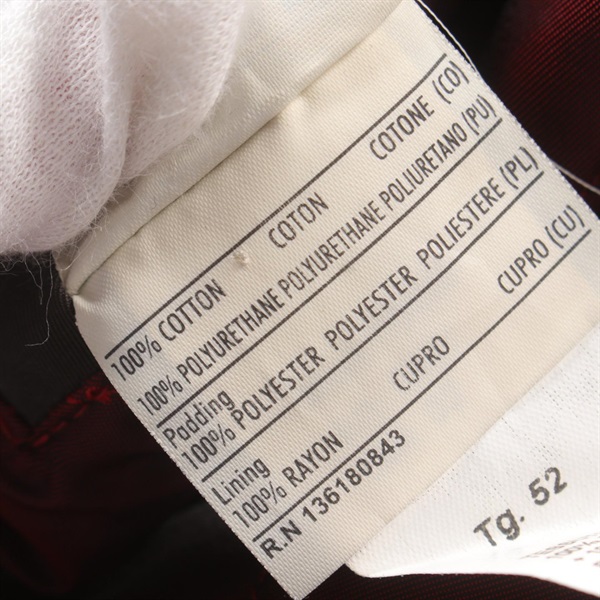 100% COTTON COTON COTONE (CO)
100% POLYURETHANE POLYURETHANE POLIURETANO (PU)
Padding
100% POLYESTER POLYESTER POLIESTERE (PL)
Lining
100% RAYON CUPRO CUPRO (CU)
R.N 136180843
Tg. 52